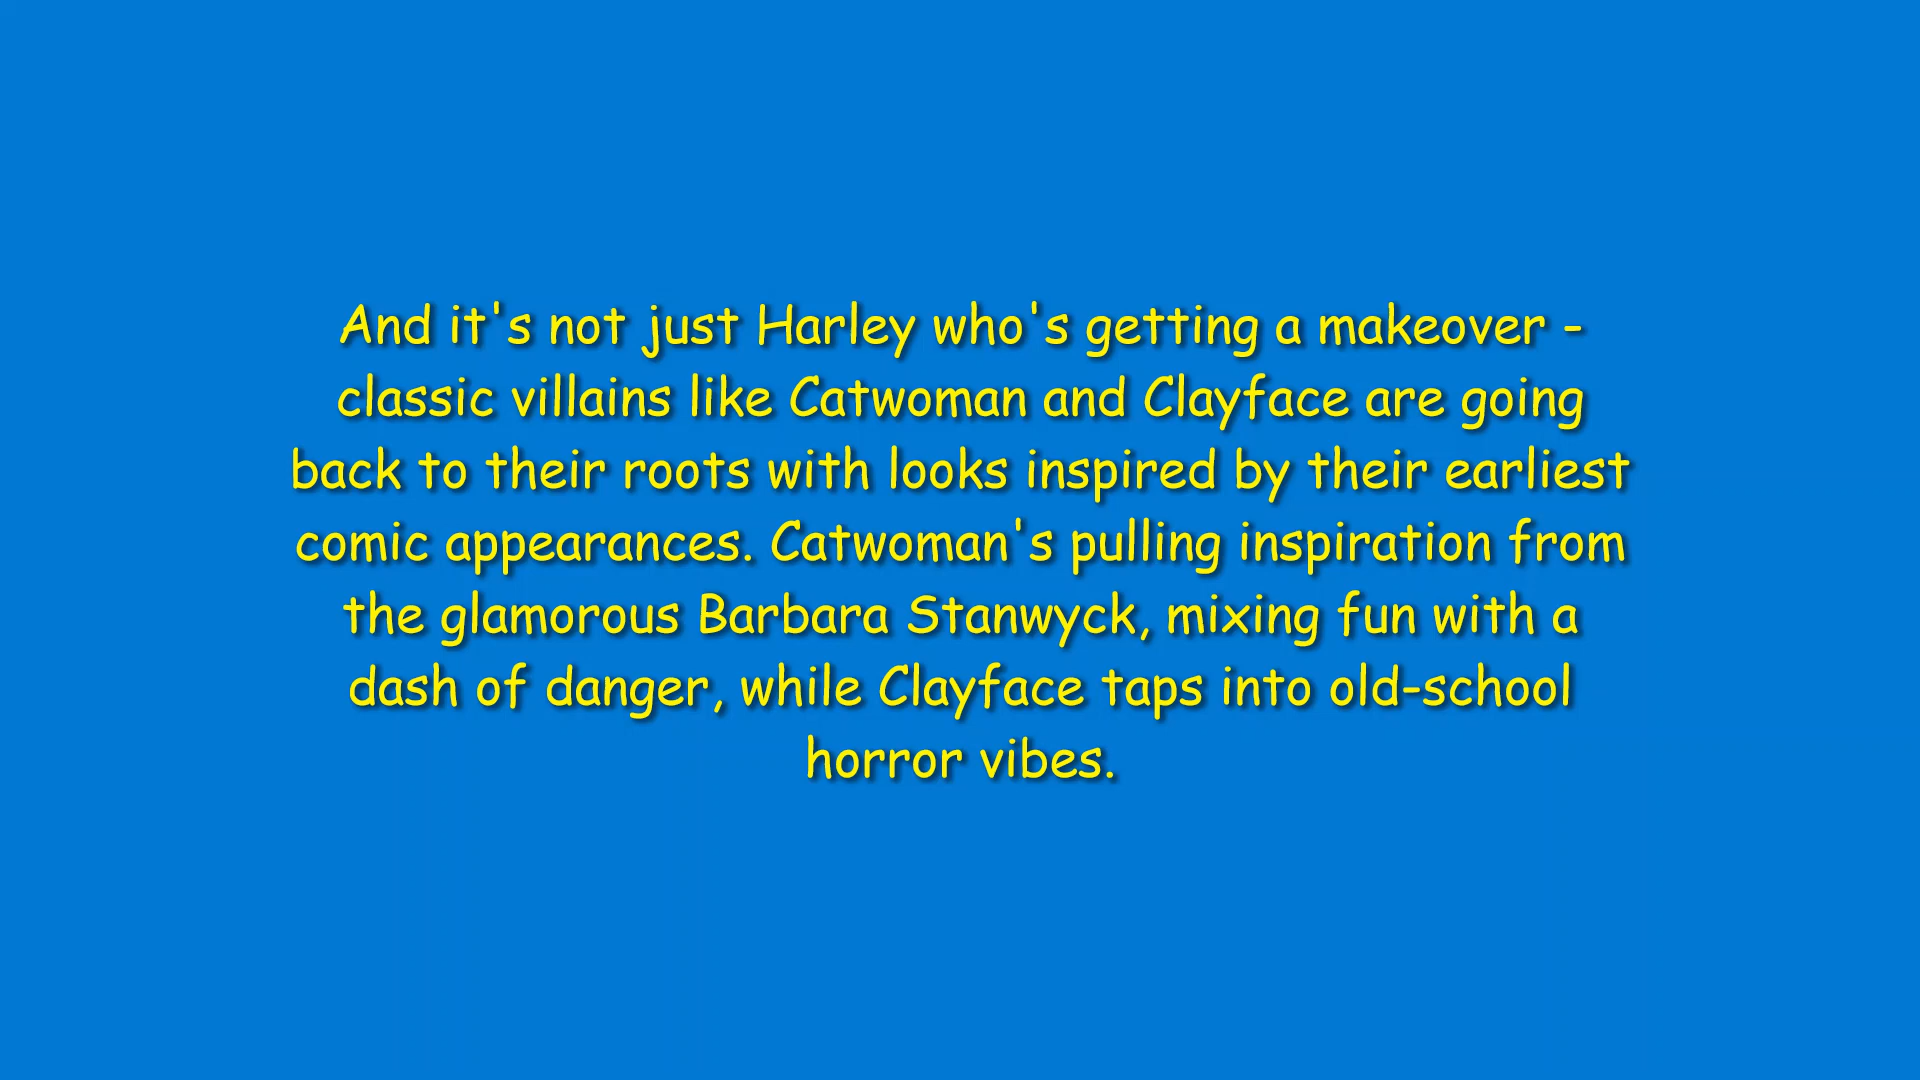 And it's not just Harley who's getting a makeover -
classic villains like Catwoman and Clayface are going
back to their roots with looks inspired by their earliest
comic appearances. Catwoman's pulling inspiration from
the glamorous Barbara Stanwyck, mixing fun with a
dash of danger, while Clayface taps into old-school
horror vibes.